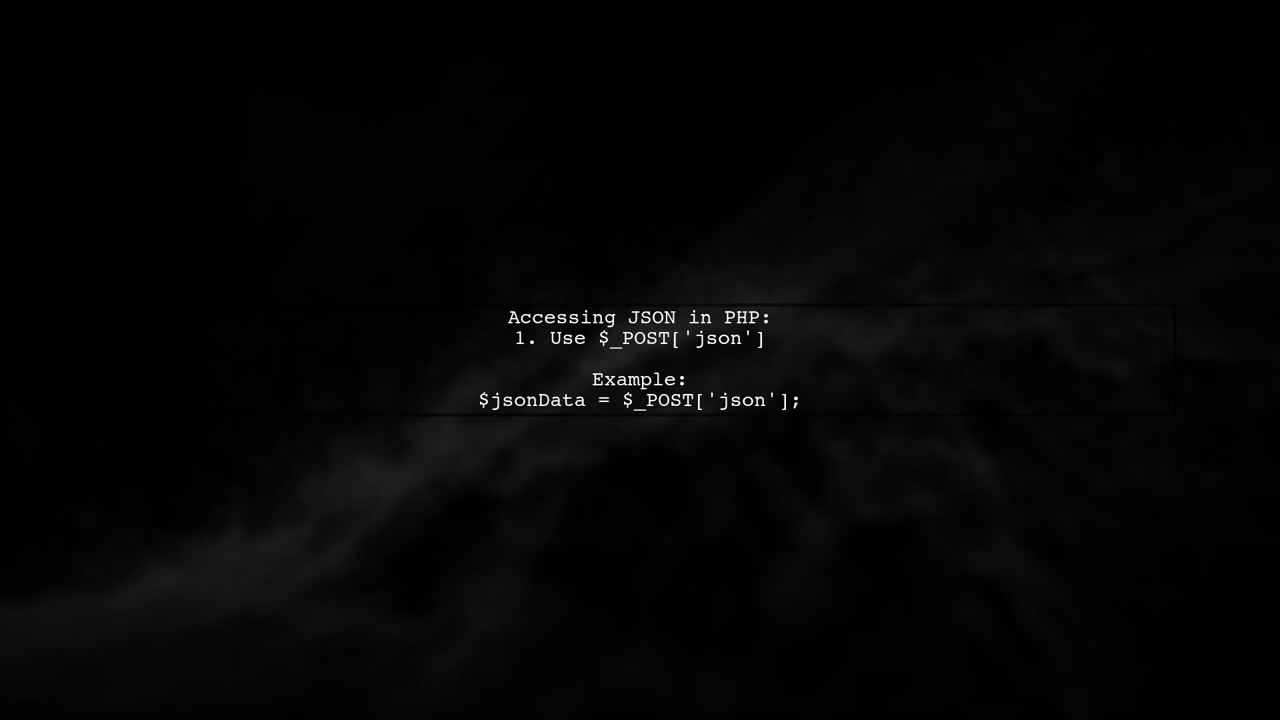 Accessing JSON in PHP:
1. Use $_POST['json']
Example:
$jsonData = $_POST['json'];